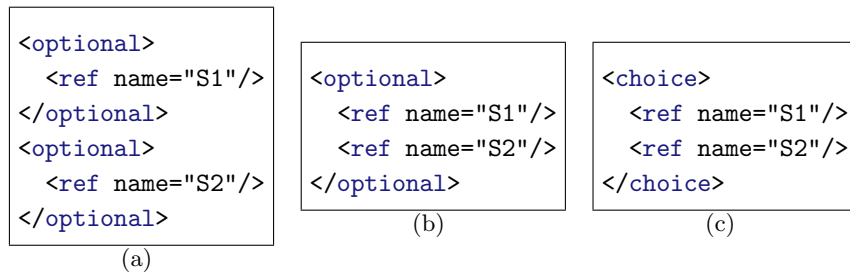 <optional>
  <ref name="S1"/>
</optional>
<optional>
  <ref name="S2"/>
</optional>
(a)
<optional>
  <ref name="S1"/>
  <ref name="S2"/>
</optional>
(b)
<choice>
  <ref name="S1"/>
  <ref name="S2"/>
</choice>
(c)